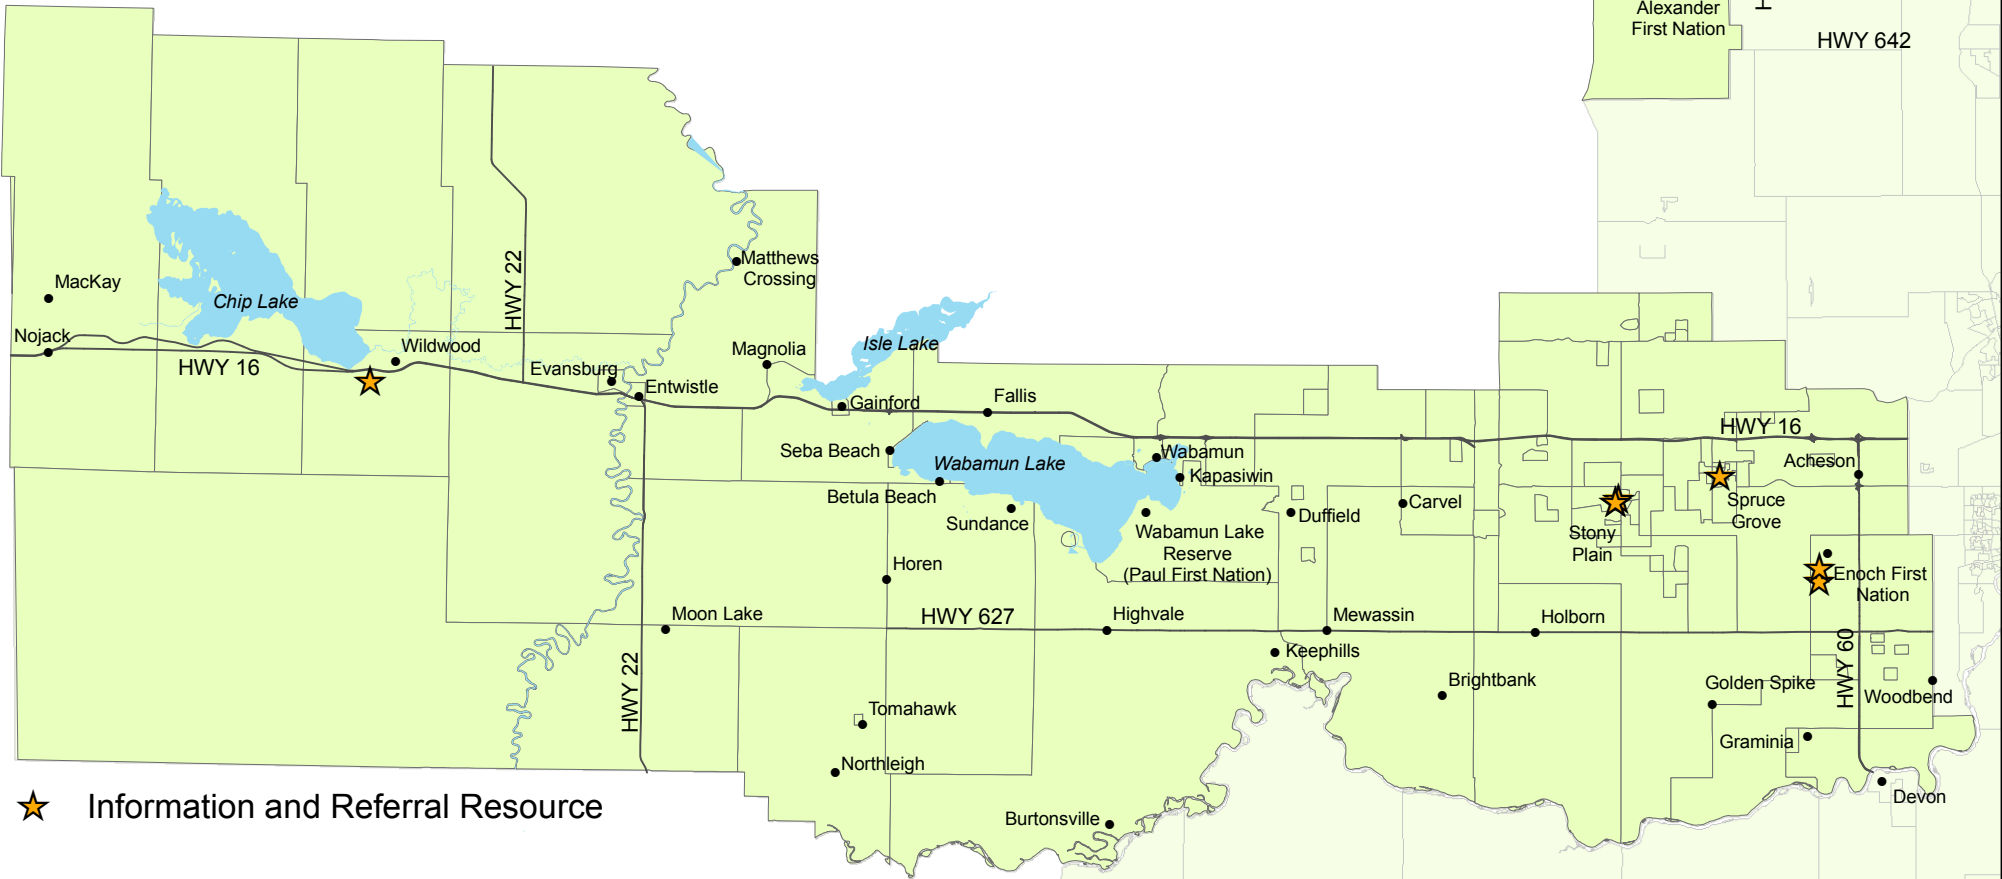 Alexander
First Nation
H
HWY 642
HWY 22
Matthews
Crossing
MacKay
Chip Lake
Nojack
Wildwood
HWY 16
Evansburg
Entwistle
Magnolia
Isle Lake
Gainford
Fallis
HWY 16
Seba Beach
Wabamun Lake
Wabamun
Kapasiwin
Acheson
Betula Beach
Sundance
Duffield
Carvel
Spruce
Grove
Wabamun Lake
Reserve
(Paul First Nation)
Stony
Plain
Horen
Enoch First
Nation
Moon Lake
HWY 627
Highvale
Mewassin
Holborn
HWY 22
Keephills
HWY 60
Brightbank
Golden Spike
Woodbend
Tomahawk
Graminia
Northleigh
Devon
Burtonsville
Information and Referral Resource